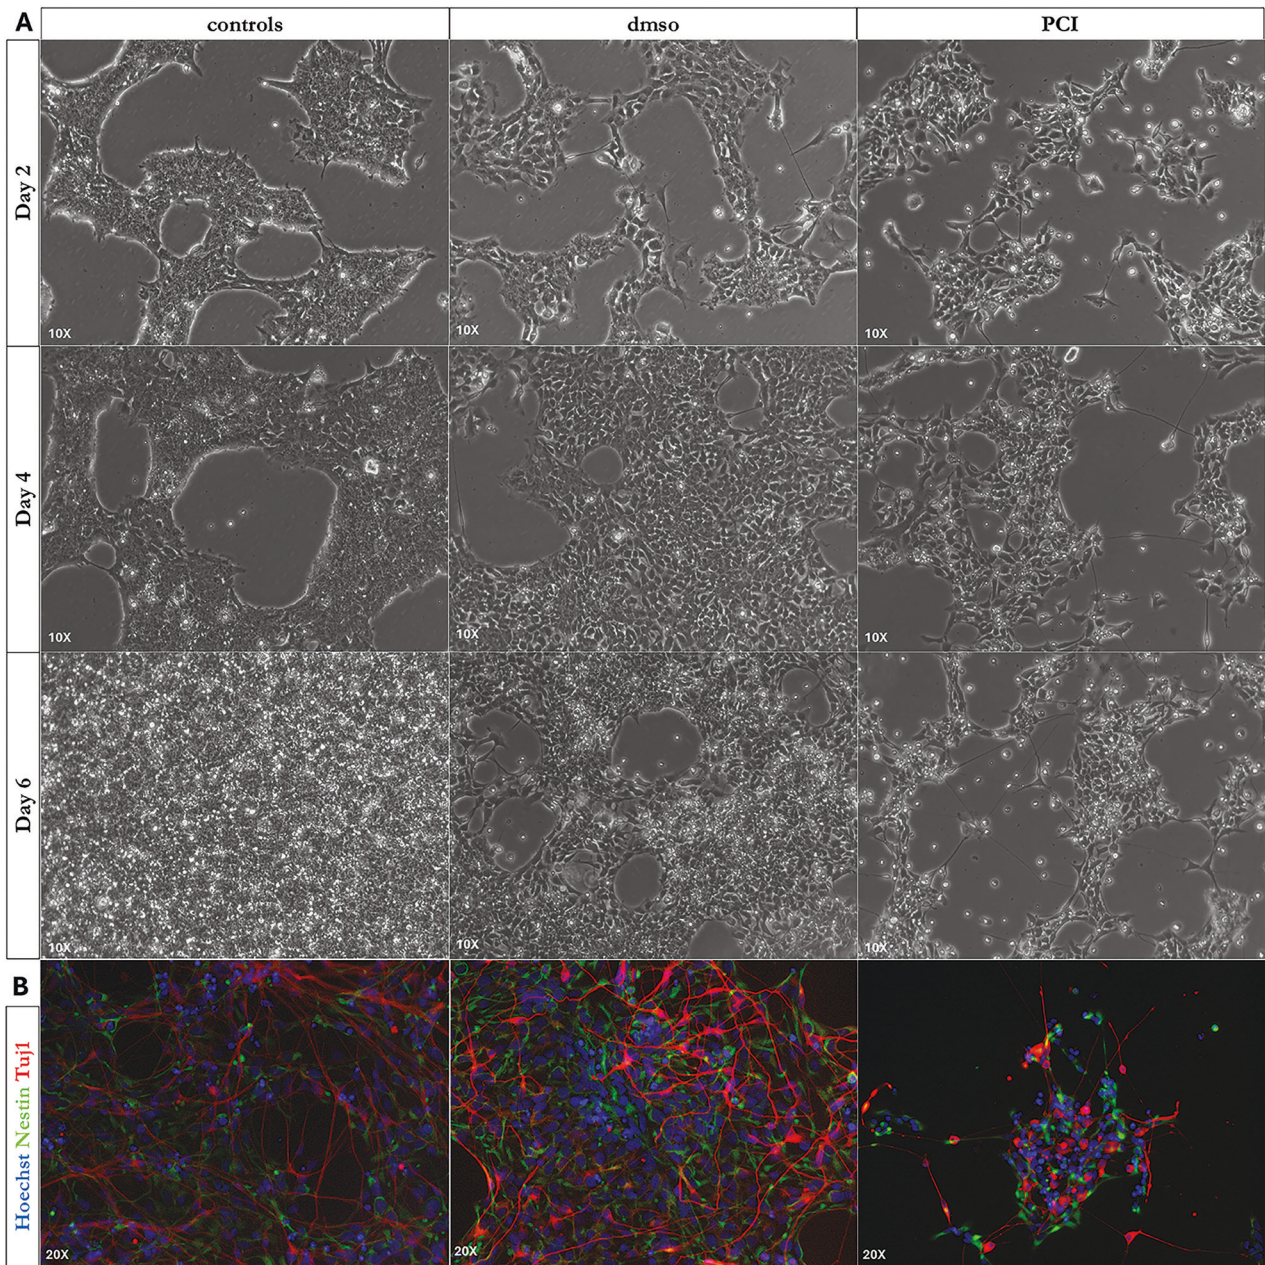 A
controls
dmso
PCI
Day 2
10X
10X
10X
Day 4
10X
10X
10X
Day 6
10X
10X
10X
B
Hoechst Nestin Tuj1
20X
20X
20X